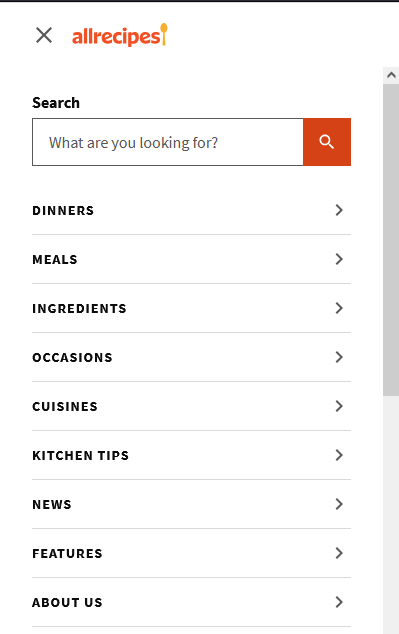 allrecipes
Search
What are you looking for?
DINNERS
MEALS
INGREDIENTS
OCCASIONS
CUISINES
KITCHEN TIPS
NEWS
FEATURES
ABOUT US